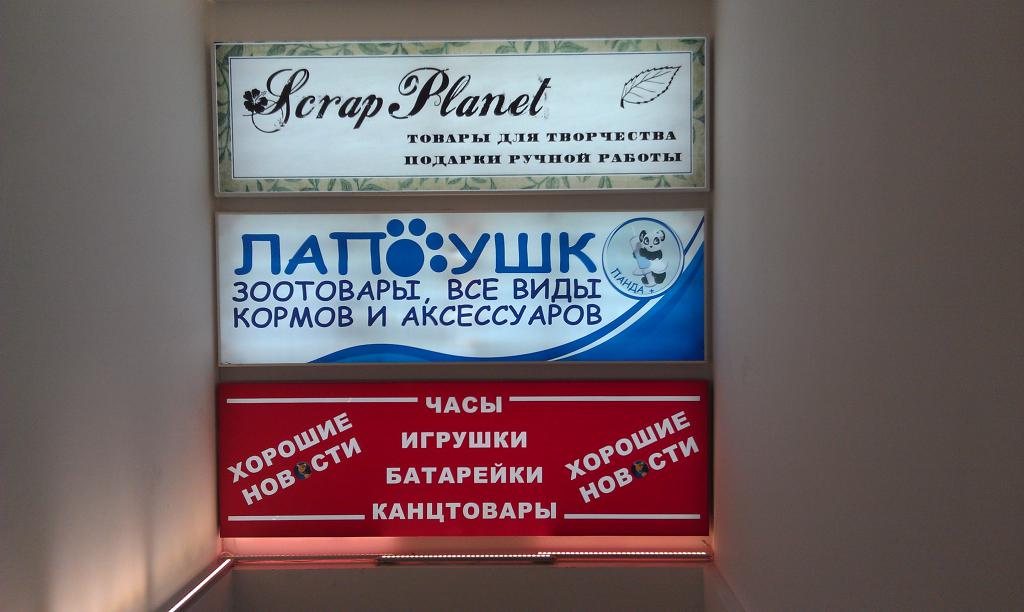 Scrap Planet
ТОВАРЫ ДЛЯ ТВОРЧЕСТВА
ПОДАРКИ РУЧНОЙ РАБОТЫ
ЛАПУШК
ПАНДА +
ЗООТОВАРЫ, ВСЕ ВИДЫ
КОРМОВ И АКСЕССУАРОВ
ЧАСЫ
ИГРУШКИ
БАТАРЕЙКИ
КАНЦТОВАРЫ
ХОРОШИЕ
НОВОСТИ
ХОРОШИЕ
НОВОСТИ